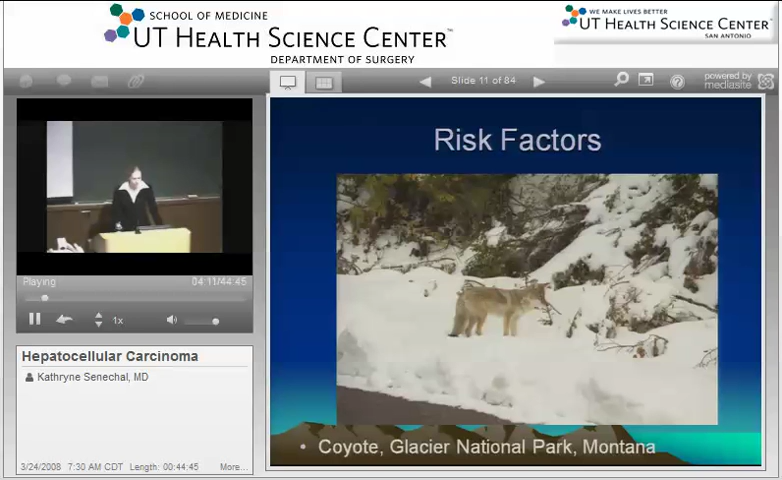 SCHOOL OF MEDICINE
UT HEALTH SCIENCE CENTER™
DEPARTMENT OF SURGERY
WE MAKE LIVES BETTER
UT HEALTH SCIENCE CENTER™
SAN ANTONIO
Slide 11 of 84
powered by
mediasite
Risk Factors
Playing 04:11/44:45
1x
Hepatocellular Carcinoma
Kathryne Senechal, MD
3/24/2008 7:30 AM CDT Length: 00:44:45 More...
• Coyote, Glacier National Park, Montana